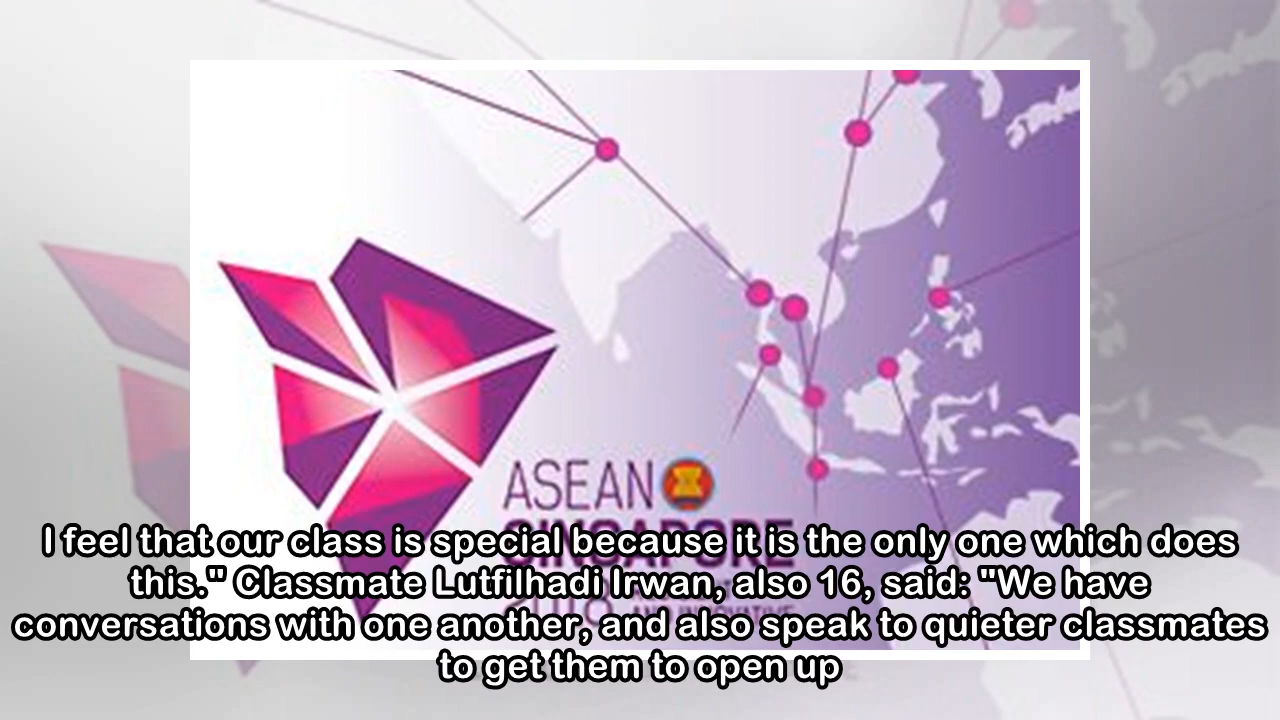 ASEAN
SINGAPORE
I feel that our class is special because it is the only one which does
this." Classmate Lutfilhadi Irwan, also 16, said: "We have
conversations with one another, and also speak to quieter classmates
to get them to open up